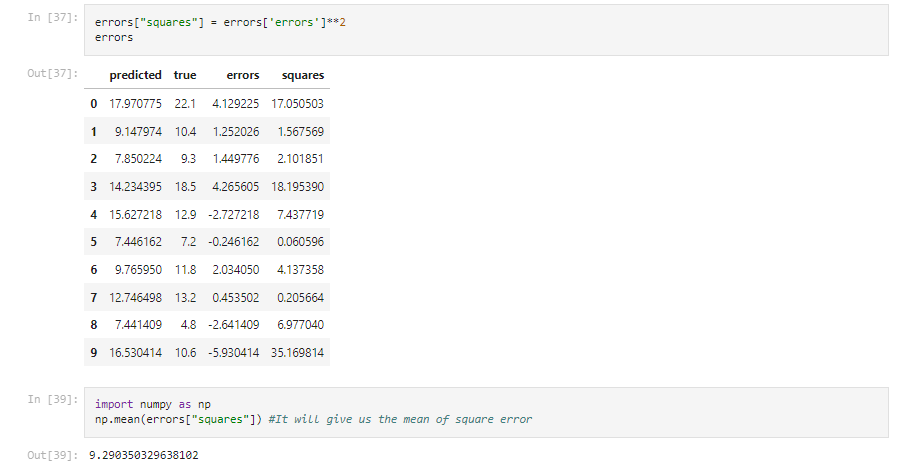 In [37]: errors["squares"] = errors['errors']**2
errors
Out[37]:
predicted true errors squares
0 17.970775 22.1 4.129225 17.050503
1 9.147974 10.4 1.252026 1.567569
2 7.850224 9.3 1.449776 2.101851
3 14.234395 18.5 4.265605 18.195390
4 15.627218 12.9 -2.727218 7.437719
5 7.446162 7.2 -0.246162 0.060596
6 9.765950 11.8 2.034050 4.137358
7 12.746498 13.2 0.453502 0.205664
8 7.441409 4.8 -2.641409 6.977040
9 16.530414 10.6 -5.930414 35.169814
In [39]: import numpy as np
np.mean(errors["squares"]) #It will give us the mean of square error
Out[39]: 9.290350329638102